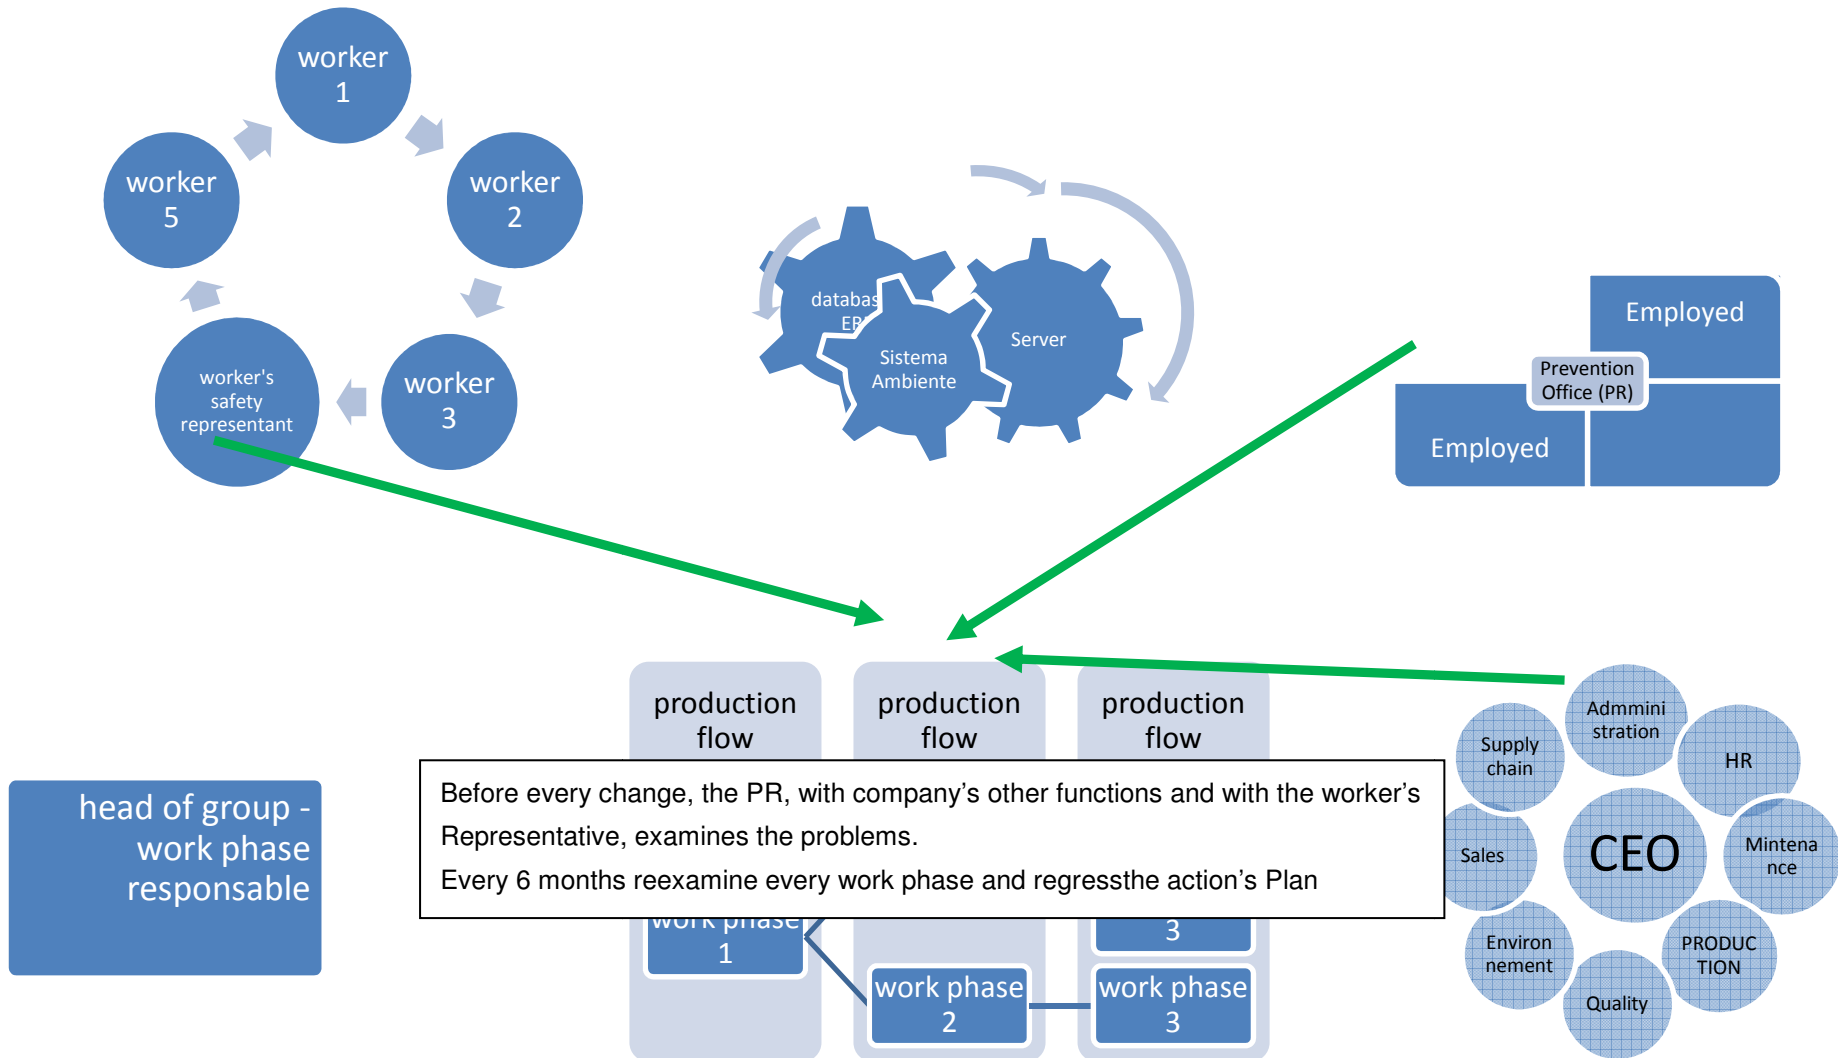 worker
1
worker
5
worker
2
worker's
safety
representant
worker
3
databas
ER
Sistema
Ambiente
Server
Employed
Prevention
Office (PR)
Employed
production
flow
production
flow
production
flow
head of group -
work phase
responsable
Before every change, the PR, with company’s other functions and with the worker’s
Representative, examines the problems.
Every 6 months reexamine every work phase and regressthe action’s Plan
work phase
1
3
work phase
2
work phase
3
Admmini
stration
Supply
chain
HR
Sales
CEO
Mintena
nce
Environ
nement
PRODUC
TION
Quality